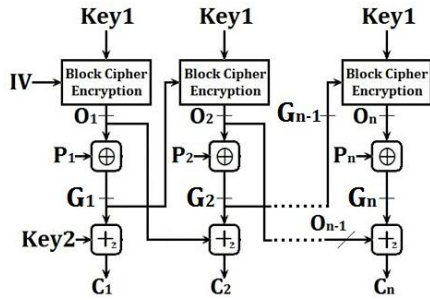 Key1 Key1 Key1
Block Cipher Encryption Block Cipher Encryption Block Cipher Encryption
IV
O1 O2 Gn-1 On
P1 ⊕ P2 ⊕ Pn ⊕
G1 G2 Gn
On-1
Key2 +2 +2 +2
C1 C2 Cn